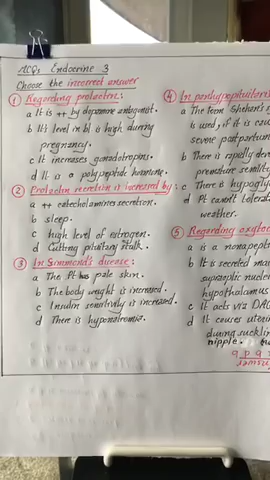 MCQs Endocrine 3
Choose the incorrect answer
① Regarding prolactin:
a It is ++ by dopamine antagonist.
b It's level in bl is high during
pregnancy.
c It increases gonadotropins.
d It is a polypeptide hormone.
② Prolactin secretion is increased by:
a ++ catecholamines secretion.
b sleep.
c high level of estrogen.
d Cutting pituitary stalk.
③ In Simmond's disease:
a The Pt has pale skin.
b The body weight is increased.
c Insulin sensitivity is increased.
d There is hyponatremia.
④ In panhypopituitaris
a The term Shehan's
is used, if it is cau
severe postpartum
b There is rapidly de
premature senility
c There is hypogly
d Pt can't tolerat
weather.
⑤ Regarding oxyto
a is a nonapept
b It is secreted
supraoptic nucle
hypothalamus
c It acts via DAG
d It causes uteri
during suckli
nipple.